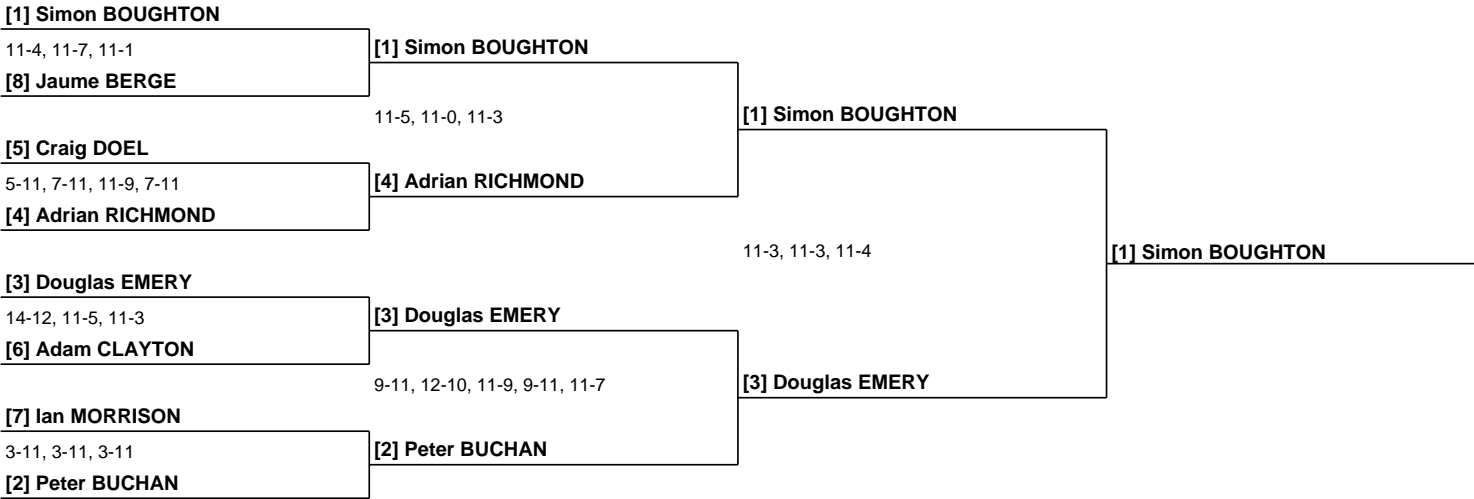 [1] Simon BOUGHTON
11-4, 11-7, 11-1
[8] Jaume BERGE
[5] Craig DOEL
5-11, 7-11, 11-9, 7-11
[4] Adrian RICHMOND
[3] Douglas EMERY
14-12, 11-5, 11-3
[6] Adam CLAYTON
[7] Ian MORRISON
3-11, 3-11, 3-11
[2] Peter BUCHAN
[1] Simon BOUGHTON
11-5, 11-0, 11-3
[4] Adrian RICHMOND
[3] Douglas EMERY
9-11, 12-10, 11-9, 9-11, 11-7
[2] Peter BUCHAN
[1] Simon BOUGHTON
11-3, 11-3, 11-4
[3] Douglas EMERY
[1] Simon BOUGHTON